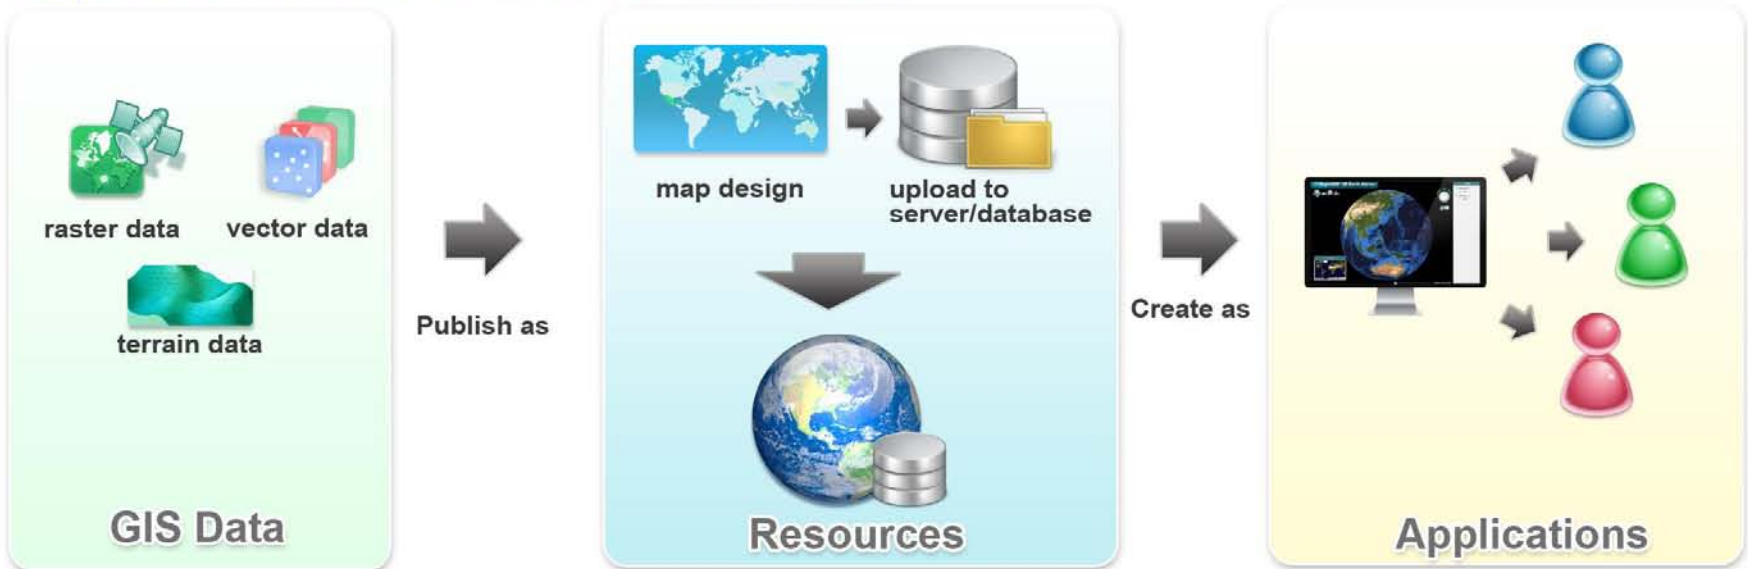 raster data
vector data
terrain data
GIS Data
Publish as
map design
upload to
server/database
Resources
Create as
Applications